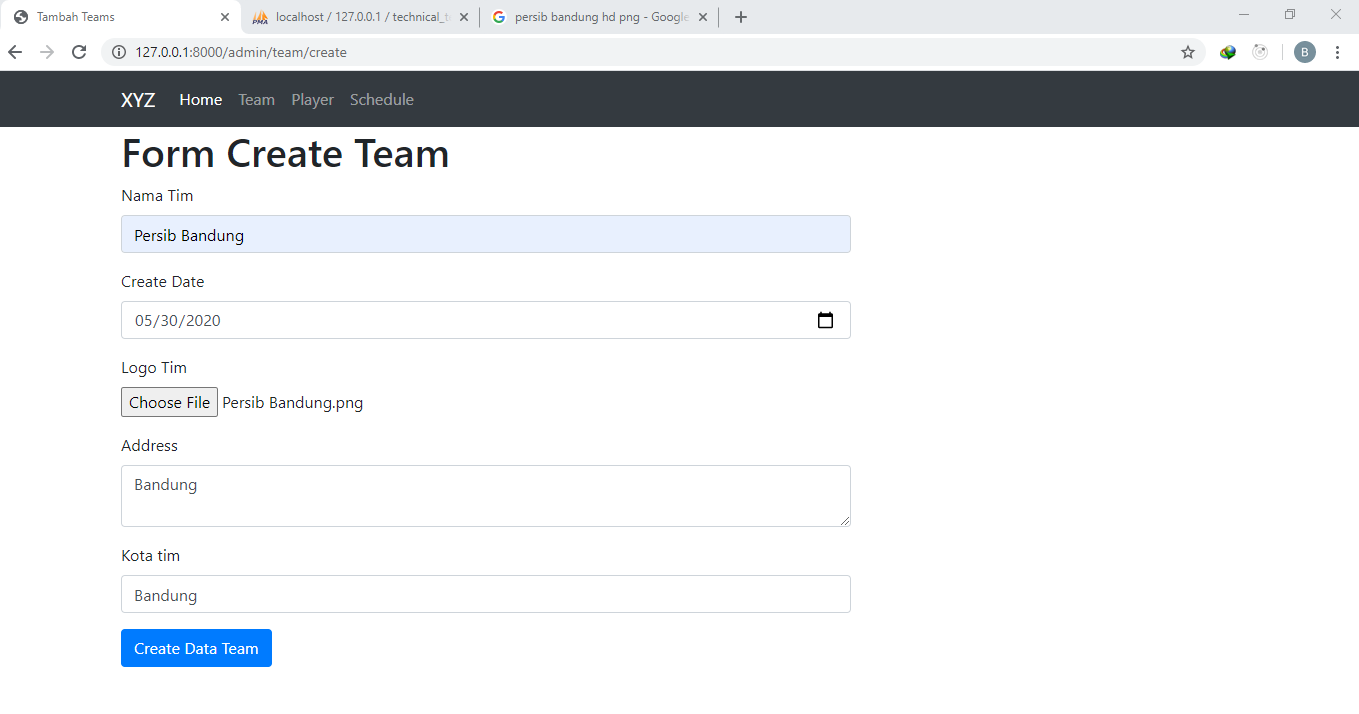 Tambah Teams
localhost / 127.0.0.1 / technical_t
persib bandung hd png - Google
127.0.0.1:8000/admin/team/create
B
XYZ Home Team Player Schedule
Form Create Team
Nama Tim
Persib Bandung
Create Date
05/30/2020
Logo Tim
Choose File Persib Bandung.png
Address
Bandung
Kota tim
Bandung
Create Data Team